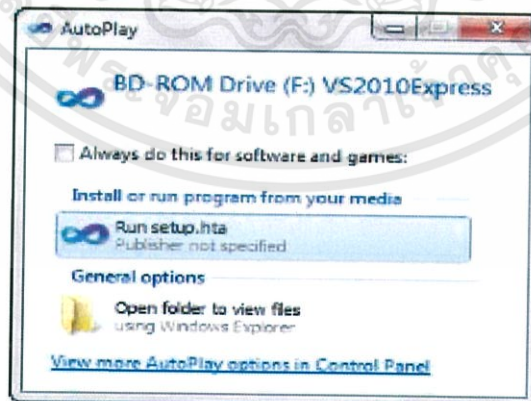 AutoPlay
BD-ROM Drive (F:) VS2010Express
Always do this for software and games:
Install or run program from your media
Run setup.hta
Publisher not specified
General options
Open folder to view files
using Windows Explorer
View more AutoPlay options in Control Panel